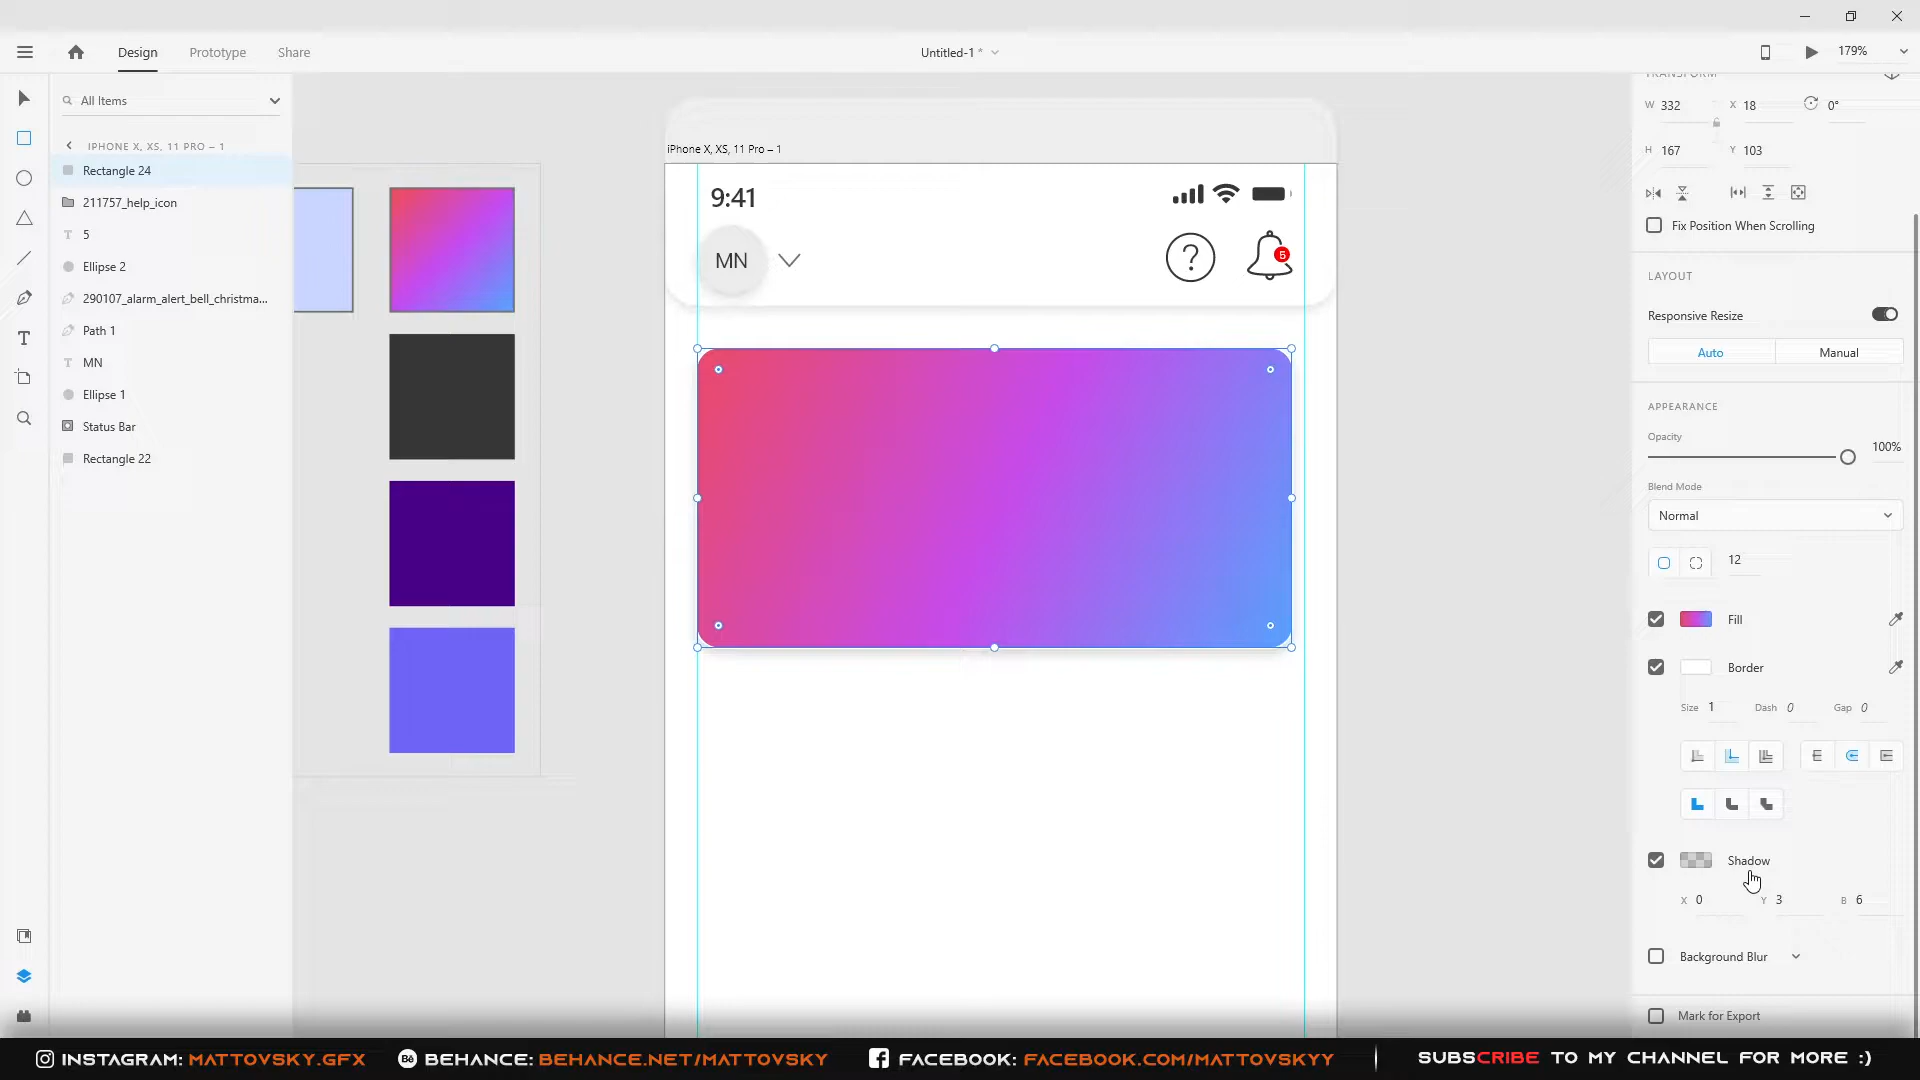 Design
Prototype
Share
Untitled-1 *
179%
All Items
IPHONE X, XS, 11 PRO – 1
Rectangle 24
211757_help_icon
5
Ellipse 2
290107_alarm_alert_bell_christma...
Path 1
MN
Ellipse 1
Status Bar
Rectangle 22
iPhone X, XS, 11 Pro – 1
9:41
MN
?
5
TRANSFORM
W 332 X 18 0°
H 167 Y 103
Fix Position When Scrolling
LAYOUT
Responsive Resize
Auto Manual
APPEARANCE
Opacity
100%
Blend Mode
Normal
12
Fill
Border
Size 1 Dash 0 Gap 0
Shadow
X 0 Y 3 B 6
Background Blur
Mark for Export
INSTAGRAM: MATTOVSKY.GFX BEHANCE: BEHANCE.NET/MATTOVSKY FACEBOOK: FACEBOOK.COM/MATTOVSKYY SUBSCRIBE TO MY CHANNEL FOR MORE :)